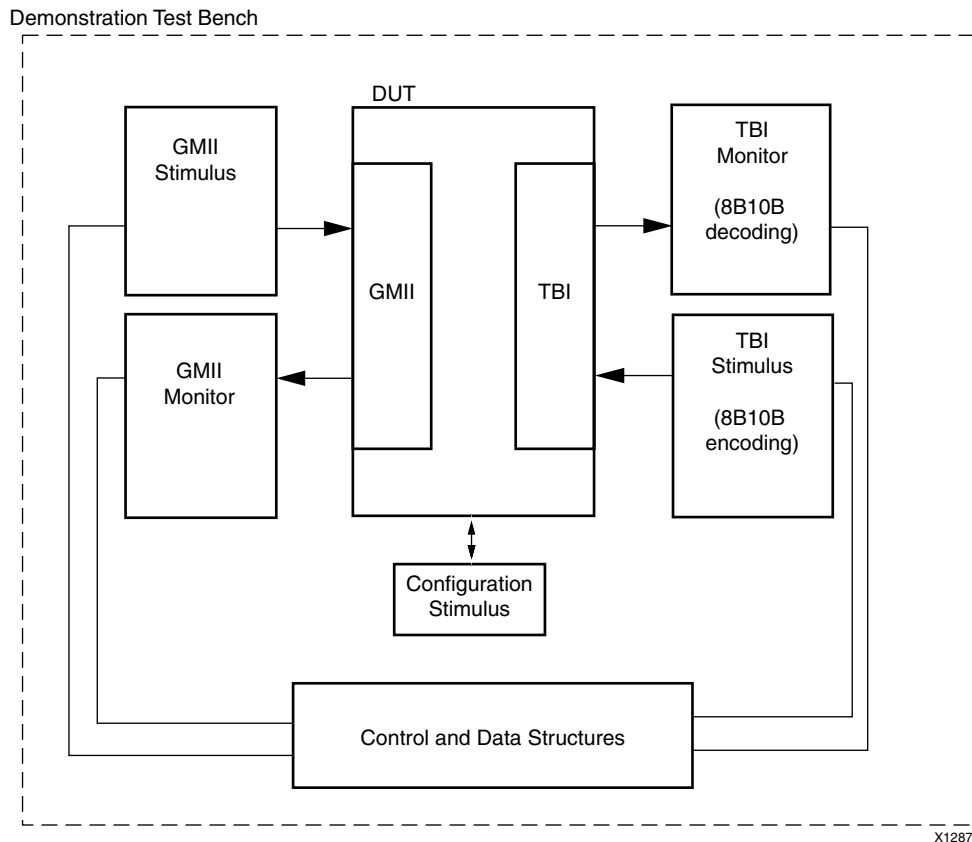 Demonstration Test Bench
DUT
GMII
Stimulus
TBI
Monitor
(8B10B
decoding)
GMII
TBI
GMII
Monitor
TBI
Stimulus
(8B10B
encoding)
Configuration
Stimulus
Control and Data Structures
X1287